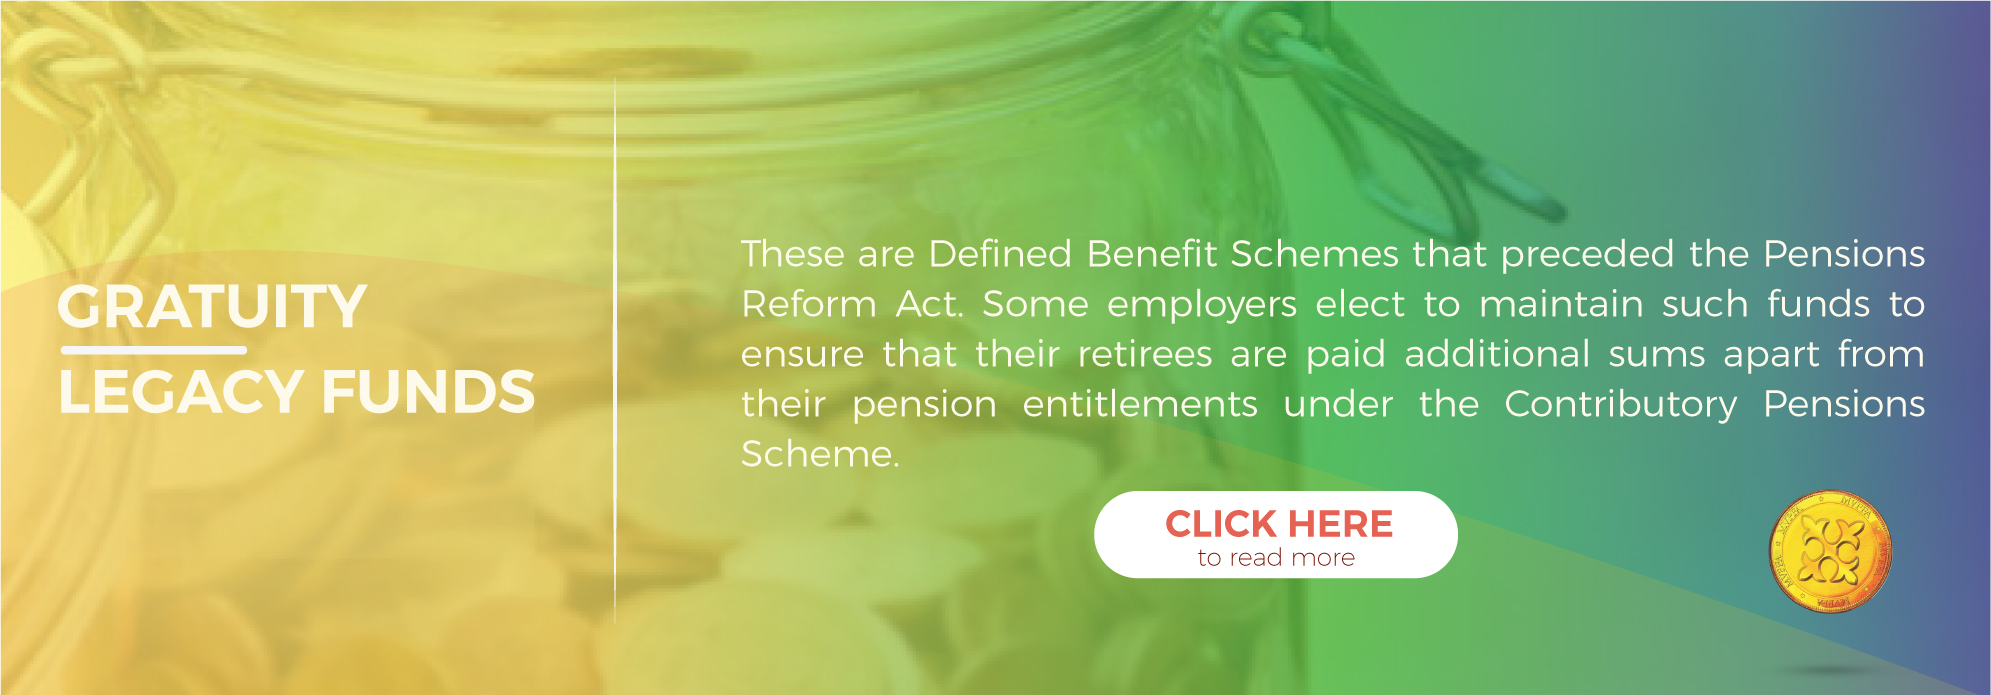 GRATUITY
LEGACY FUNDS
These are Defined Benefit Schemes that preceded the Pensions
Reform Act. Some employers elect to maintain such funds to
ensure that their retirees are paid additional sums apart from
their pension entitlements under the Contributory Pensions
Scheme.
CLICK HERE
to read more